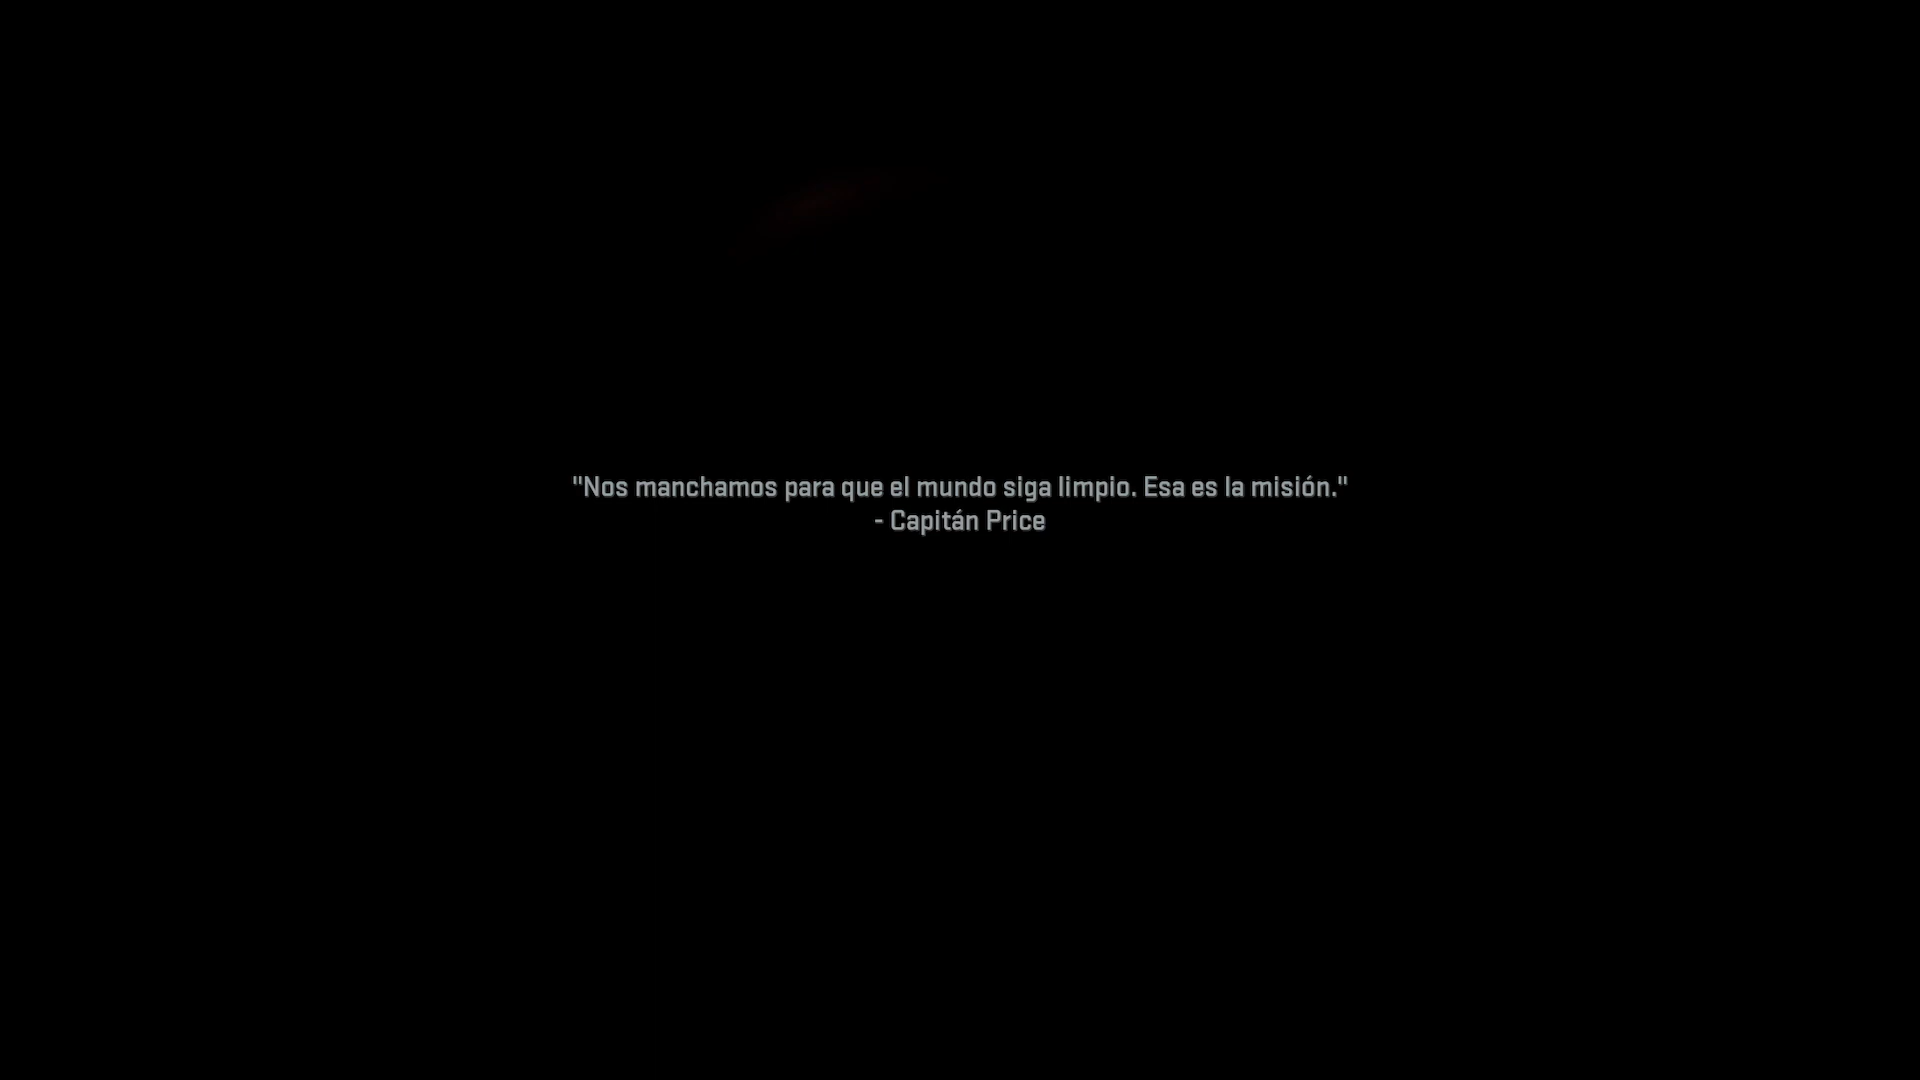 "Nos manchamos para que el mundo siga limpio. Esa es la misión."
- Capitán Price